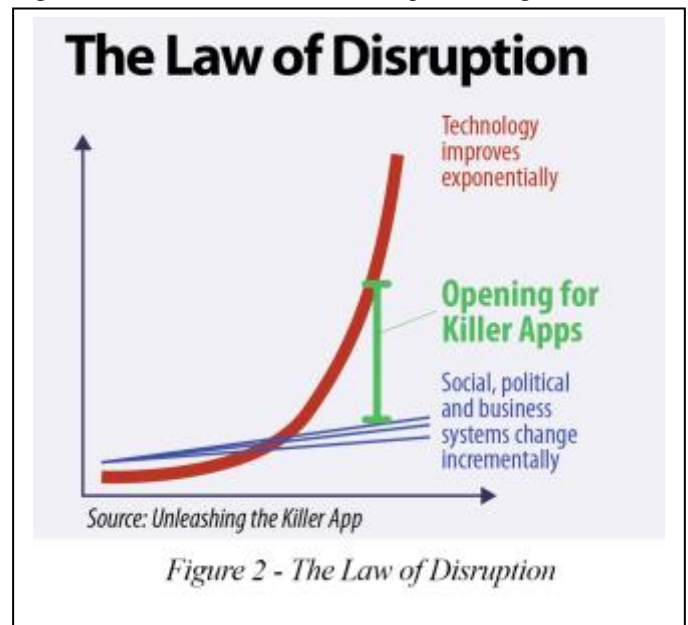 The Law of Disruption
Technology
improves
exponentially
Opening for
Killer Apps
Social, political
and business
systems change
incrementally
Source: Unleashing the Killer App
Figure 2 - The Law of Disruption